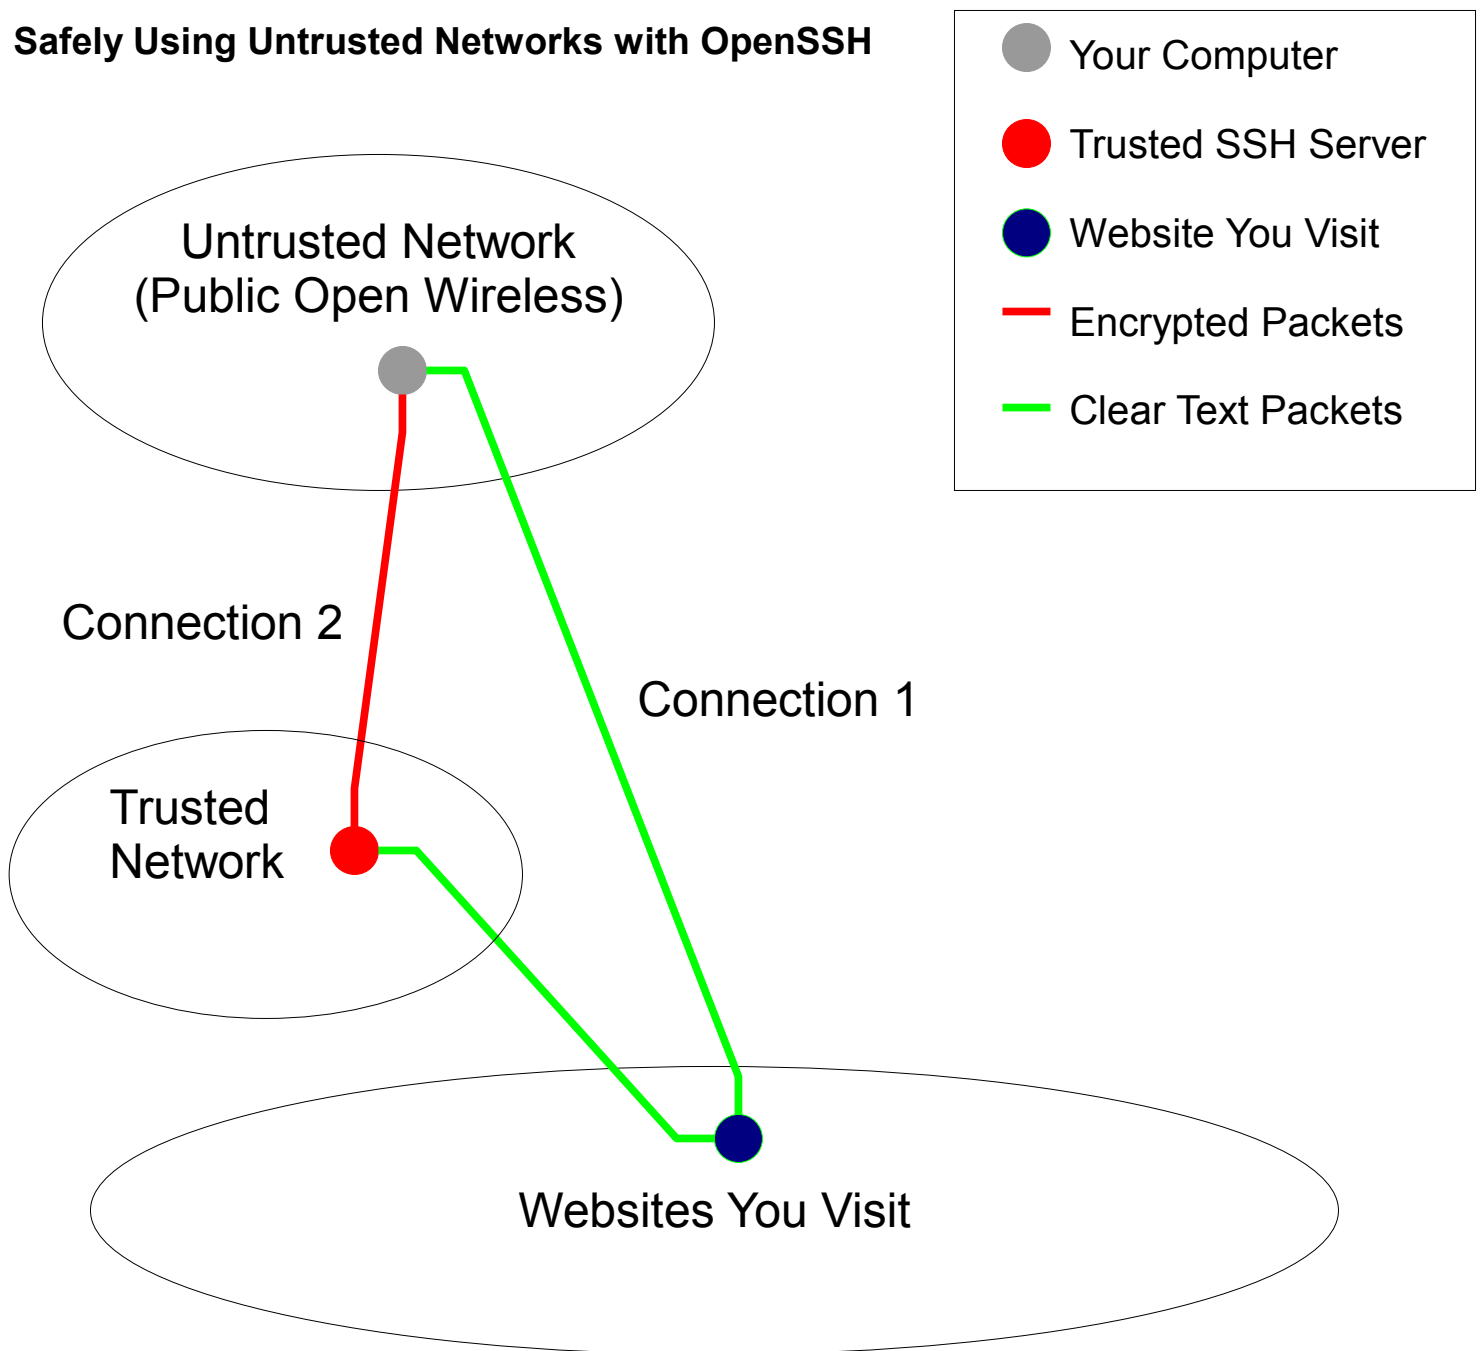 Safely Using Untrusted Networks with OpenSSH
Your Computer
Trusted SSH Server
Website You Visit
Encrypted Packets
Clear Text Packets
Untrusted Network
(Public Open Wireless)
Connection 2
Connection 1
Trusted
Network
Websites You Visit